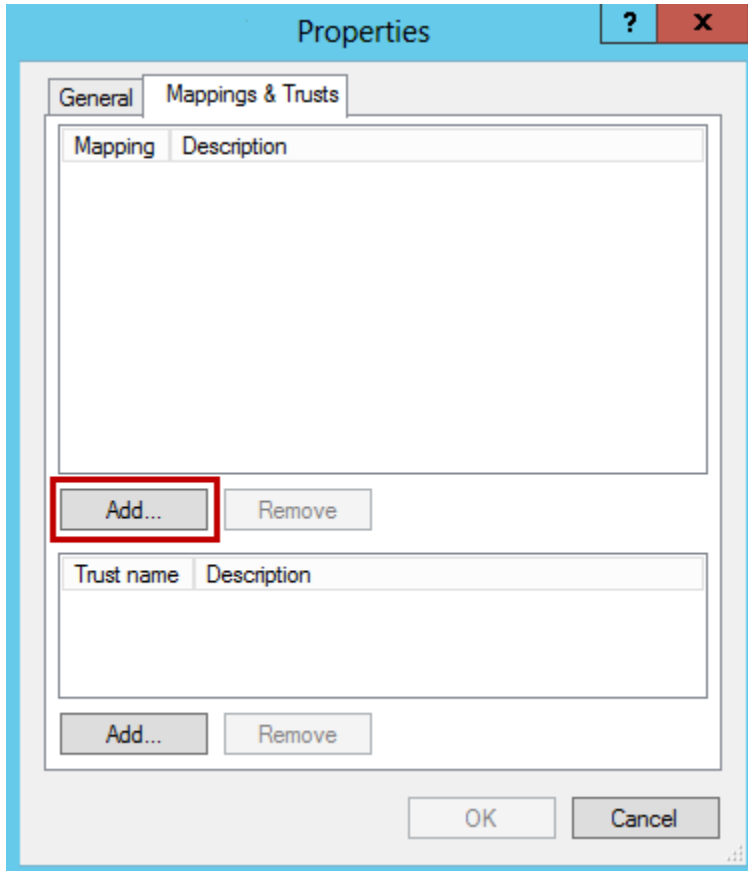 Properties
?
x
General Mappings & Trusts
Mapping Description
Add... Remove
Trust name Description
Add... Remove
OK Cancel